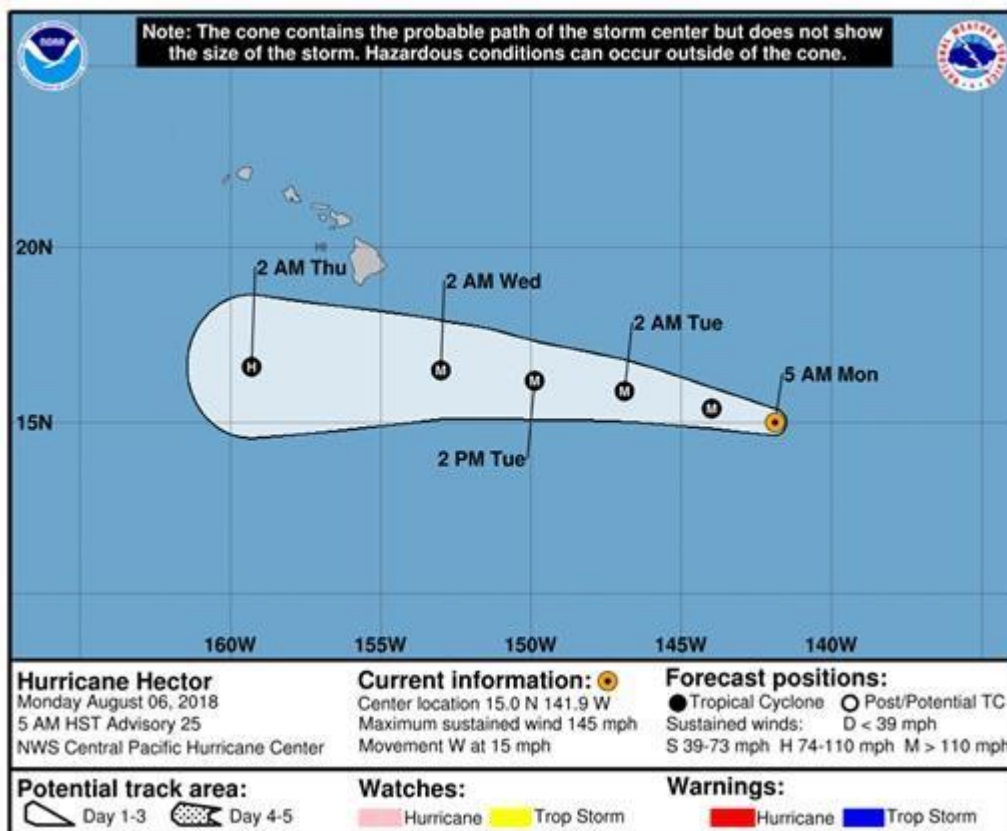 Note: The cone contains the probable path of the storm center but does not show
the size of the storm. Hazardous conditions can occur outside of the cone.
NOAA
NATIONAL WEATHER SERVICE
20N
HI
2 AM Thu
2 AM Wed
2 AM Tue
5 AM Mon
H
M
M
M
M
15N
2 PM Tue
160W
155W
150W
145W
140W
Hurricane Hector
Monday August 06, 2018
5 AM HST Advisory 25
NWS Central Pacific Hurricane Center
Current information:
Center location 15.0 N 141.9 W
Maximum sustained wind 145 mph
Movement W at 15 mph
Forecast positions:
Tropical Cyclone Post/Potential TC
Sustained winds: D < 39 mph
S 39-73 mph H 74-110 mph M > 110 mph
Potential track area:
Day 1-3 Day 4-5
Watches:
Hurricane Trop Storm
Warnings:
Hurricane Trop Storm